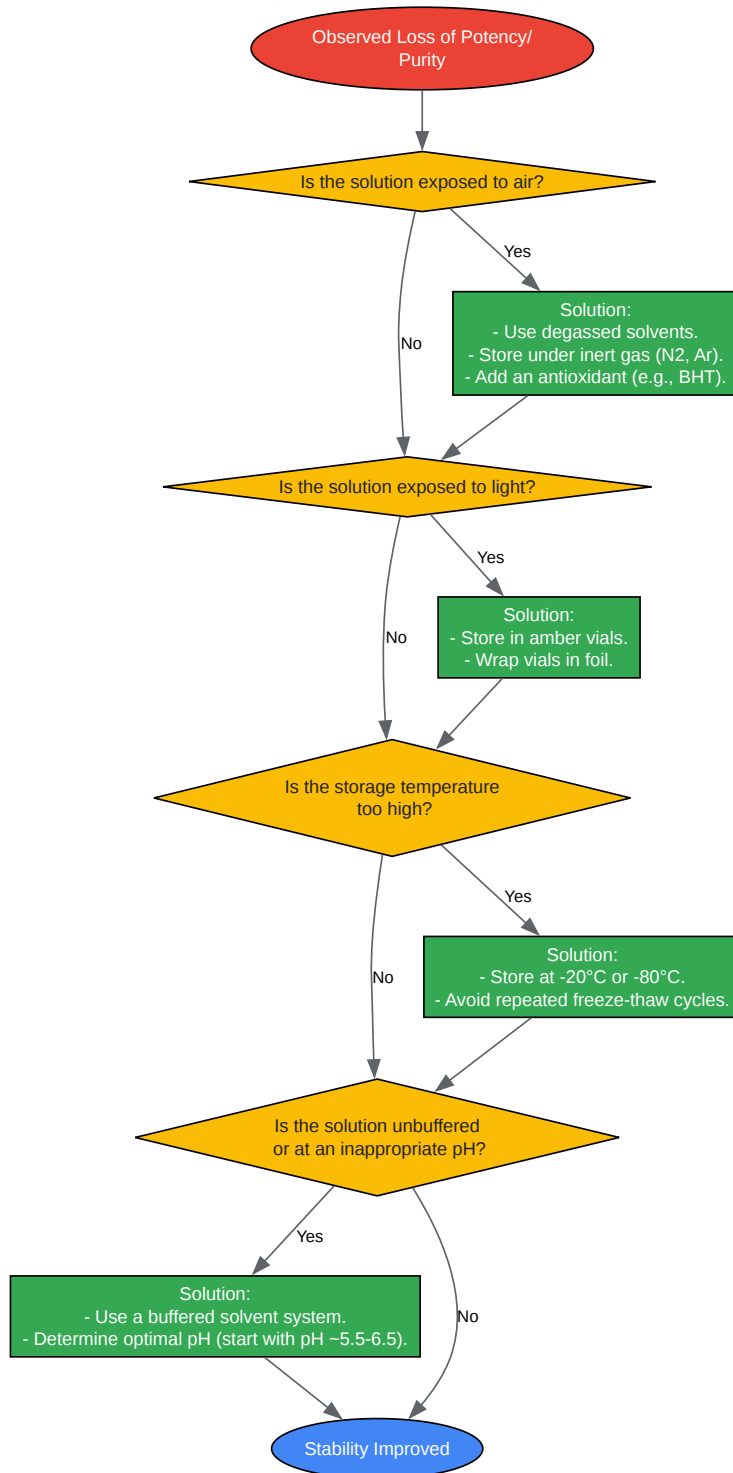 Observed Loss of Potency/
Purity
Is the solution exposed to air?
Yes
Solution:
- Use degassed solvents.
- Store under inert gas (N2, Ar).
- Add an antioxidant (e.g., BHT).
No
Is the solution exposed to light?
Yes
Solution:
- Store in amber vials.
- Wrap vials in foil.
No
Is the storage temperature
too high?
Yes
Solution:
- Store at -20°C or -80°C.
- Avoid repeated freeze-thaw cycles.
No
Is the solution unbuffered
or at an inappropriate pH?
Yes
Solution:
- Use a buffered solvent system.
- Determine optimal pH (start with pH ~5.5-6.5).
No
Stability Improved